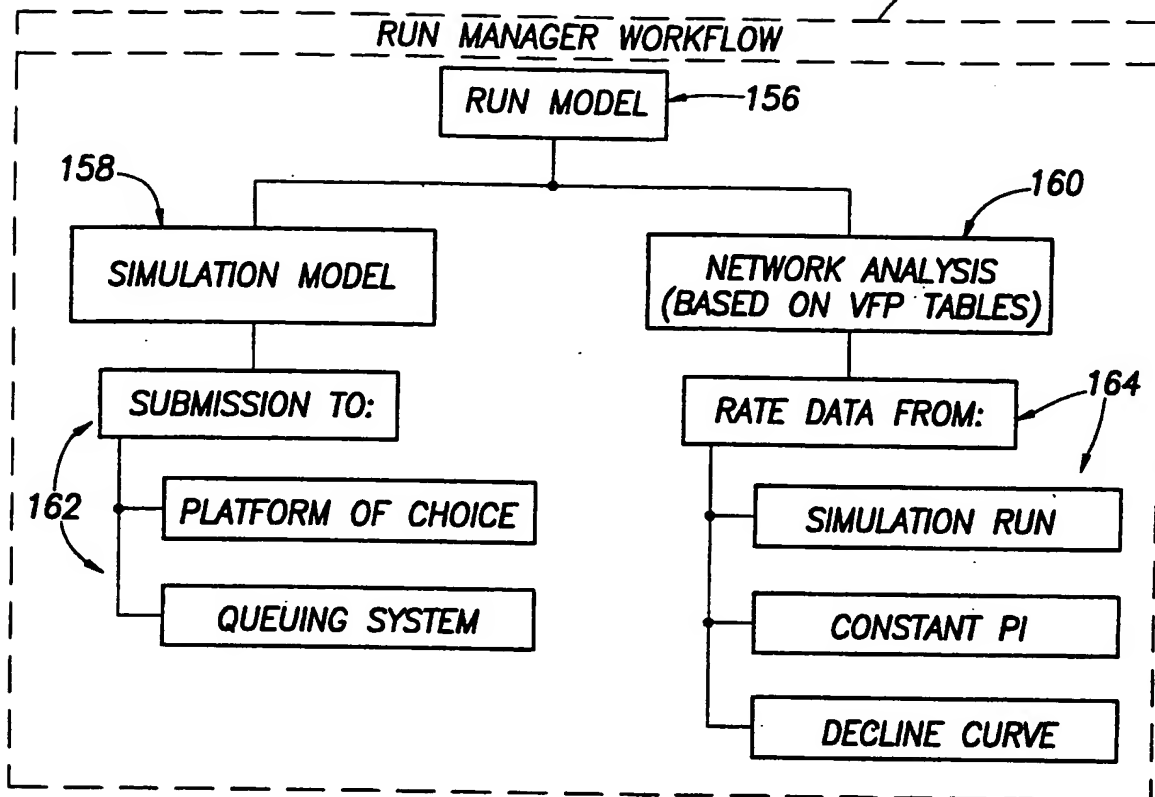 RUN MANAGER WORKFLOW
RUN MODEL
156
158
160
SIMULATION MODEL
NETWORK ANALYSIS
(BASED ON VFP TABLES)
SUBMISSION TO:
RATE DATA FROM:
164
162
PLATFORM OF CHOICE
SIMULATION RUN
QUEUING SYSTEM
CONSTANT PI
DECLINE CURVE